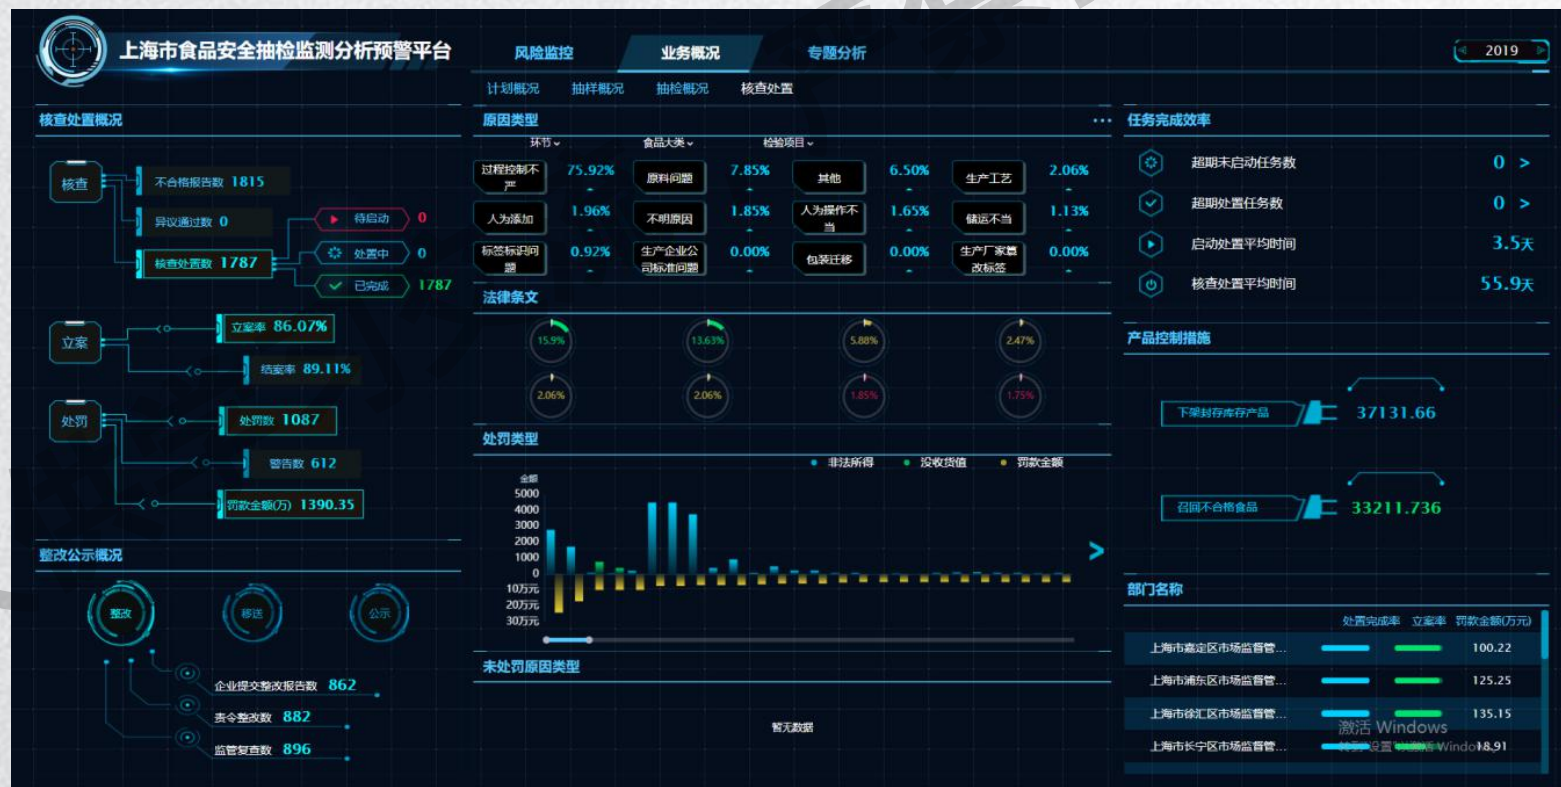 上海市食品安全抽检监测分析预警平台
风险监控 业务概况 专题分析
2019
计划概况 抽样概况 抽检概况 核查处置
核查处置概况
核查
不合格报告数 1815
异议通过数 0
核查处置数 1787
待启动 0
处置中 0
已完成 1787
立案
立案率 86.07%
结案率 89.11%
处罚
处罚数 1087
警告数 612
罚款金额(万) 1390.35
整改公示概况
整改 移送 公示
企业提交整改报告数 862
责令整改数 882
监管复查数 896
原因类型
环节 食品大类 检验项目
过程控制不严 75.92% 原料问题 7.85% 其他 6.50% 生产工艺 2.06%
人为添加 1.96% 不明原因 1.85% 人为操作不当 1.65% 储运不当 1.13%
标签标识问题 0.92% 生产企业公司标准问题 0.00% 包装迁移 0.00% 生产厂家篡改标签 0.00%
法律条文
15.9% 13.63% 5.88% 2.47%
2.06% 2.06% 1.85% 1.75%
处罚类型
非法所得 没收货值 罚款金额
金额
5000
4000
3000
2000
1000
0
10万元
20万元
30万元
>
未处罚原因类型
暂无数据
任务完成效率
超期未启动任务数 0 >
超期处置任务数 0 >
启动处置平均时间 3.5天
核查处置平均时间 55.9天
产品控制措施
下架封存库存产品 37131.66
召回不合格食品 33211.736
部门名称
处置完成率 立案率 罚款金额(万元)
上海市嘉定区市场监督管... 100.22
上海市浦东区市场监督管... 125.25
上海市徐汇区市场监督管... 135.15
上海市长宁区市场监督管... 18.91
激活 Windows